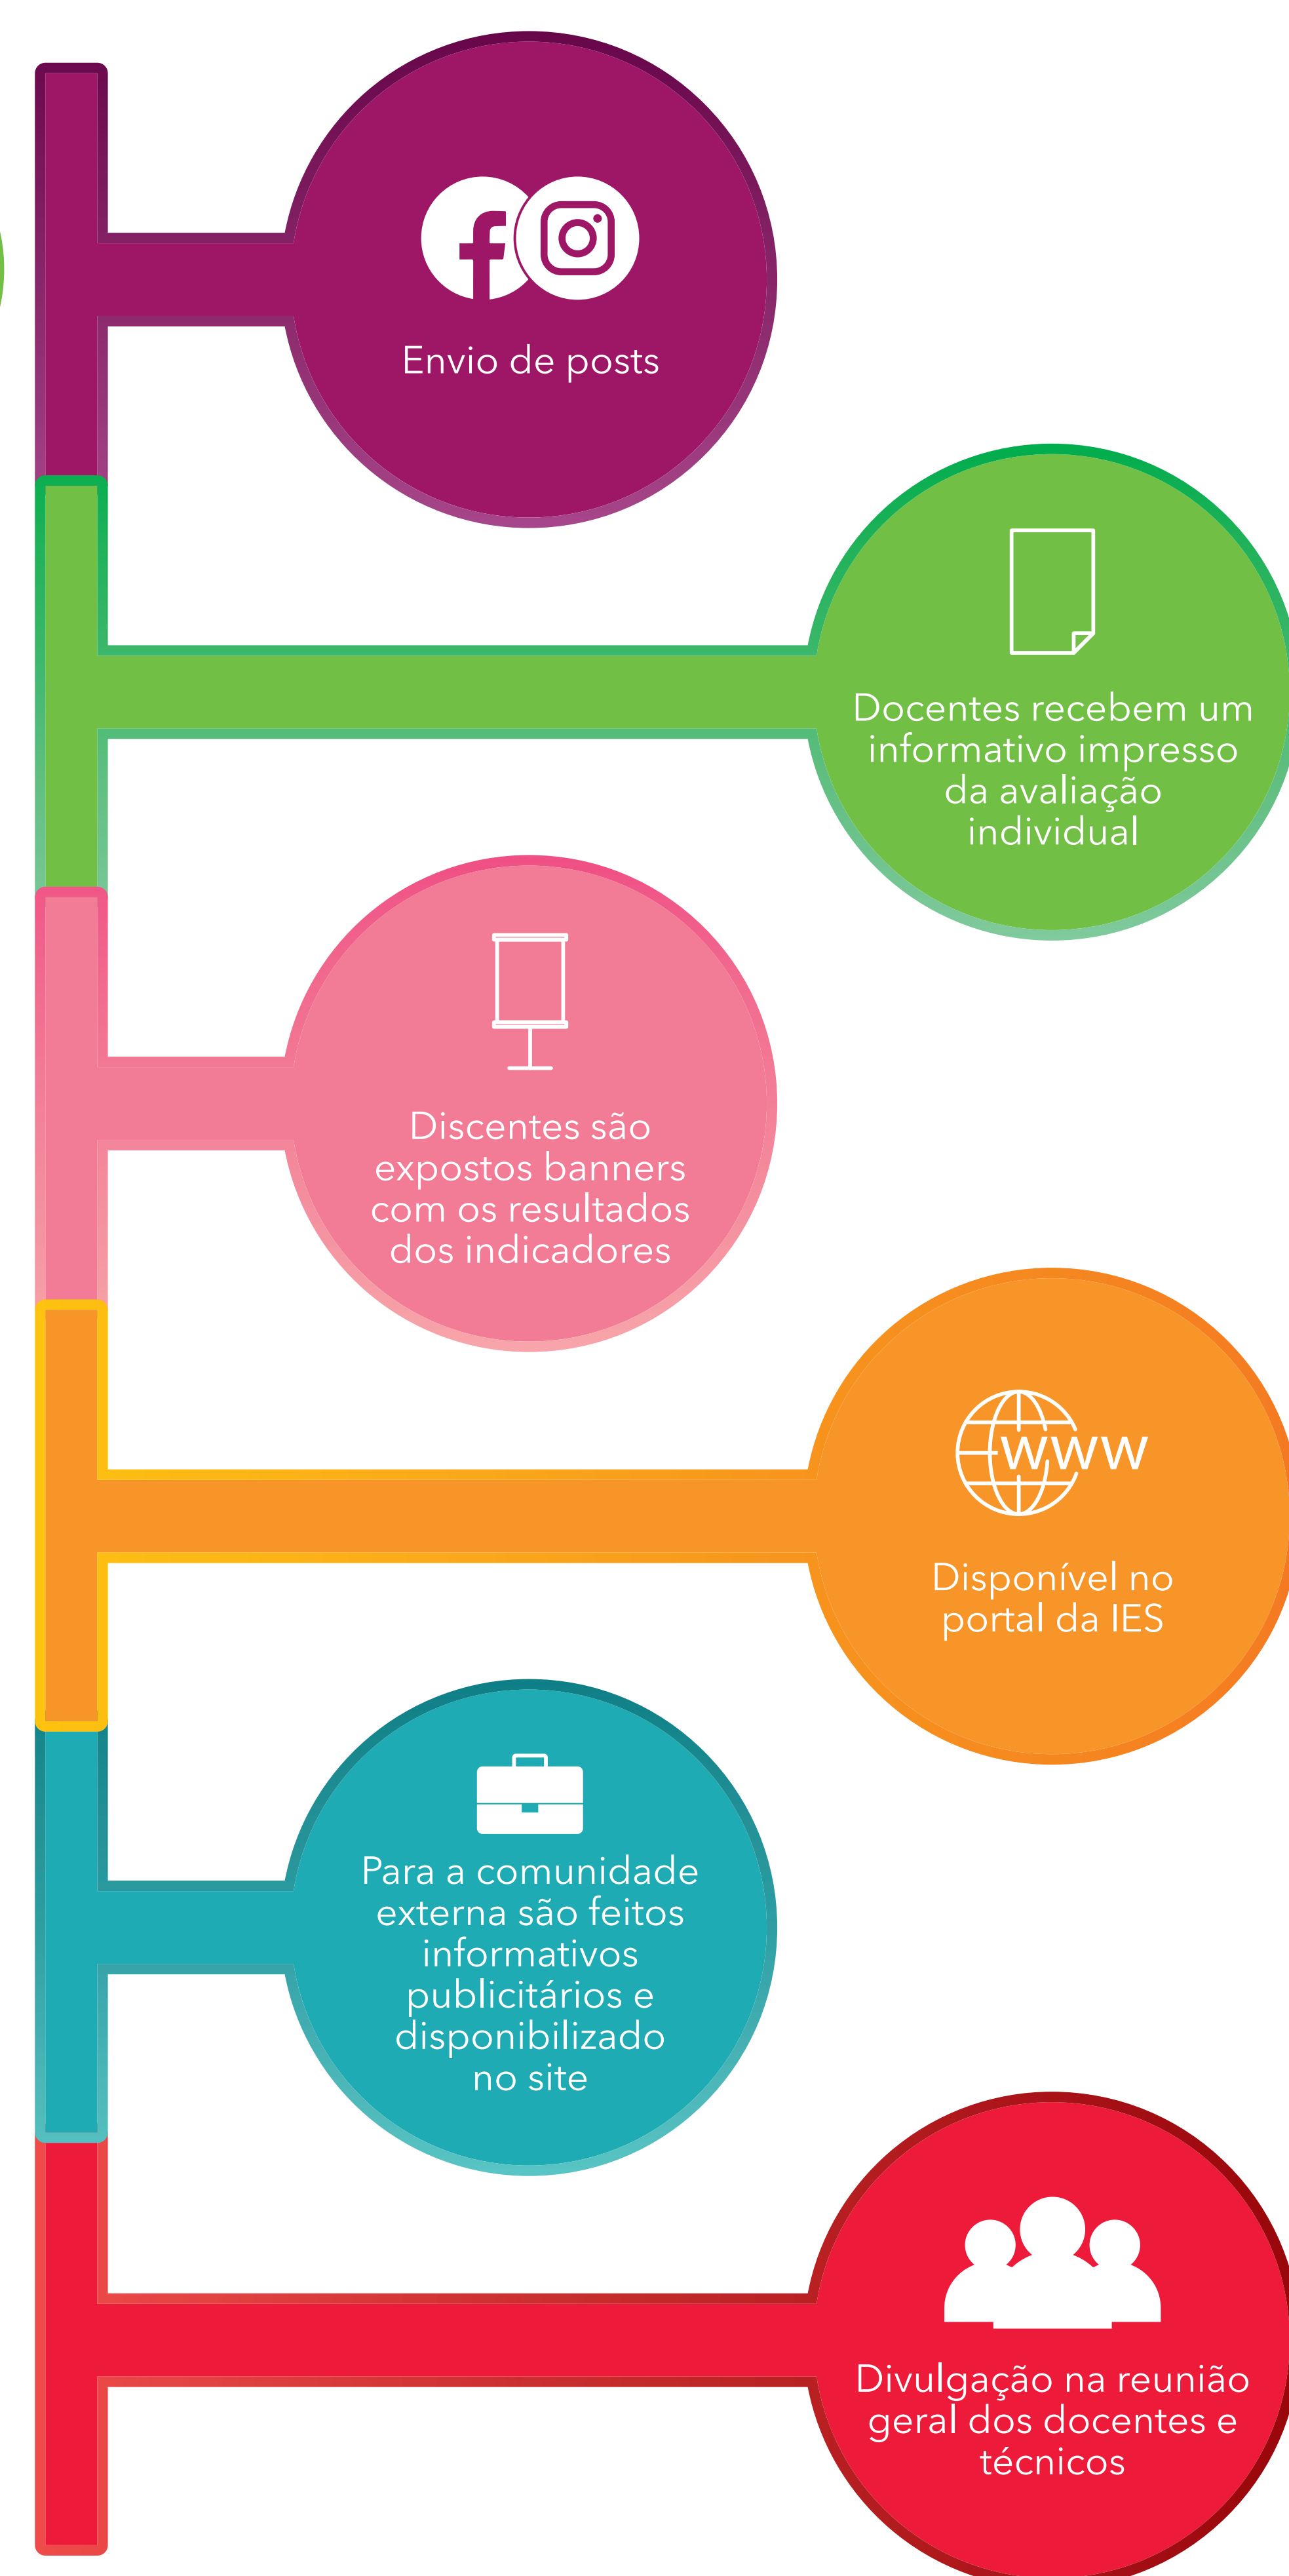 Envio de posts
Docentes recebem um
informativo impresso
da avaliação
individual
Discentes são
expostos banners
com os resultados
dos indicadores
www
Disponível no
portal da IES
Para a comunidade
externa são feitos
informativos
publicitários e
disponibilizado
no site
Divulgação na reunião
geral dos docentes e
técnicos